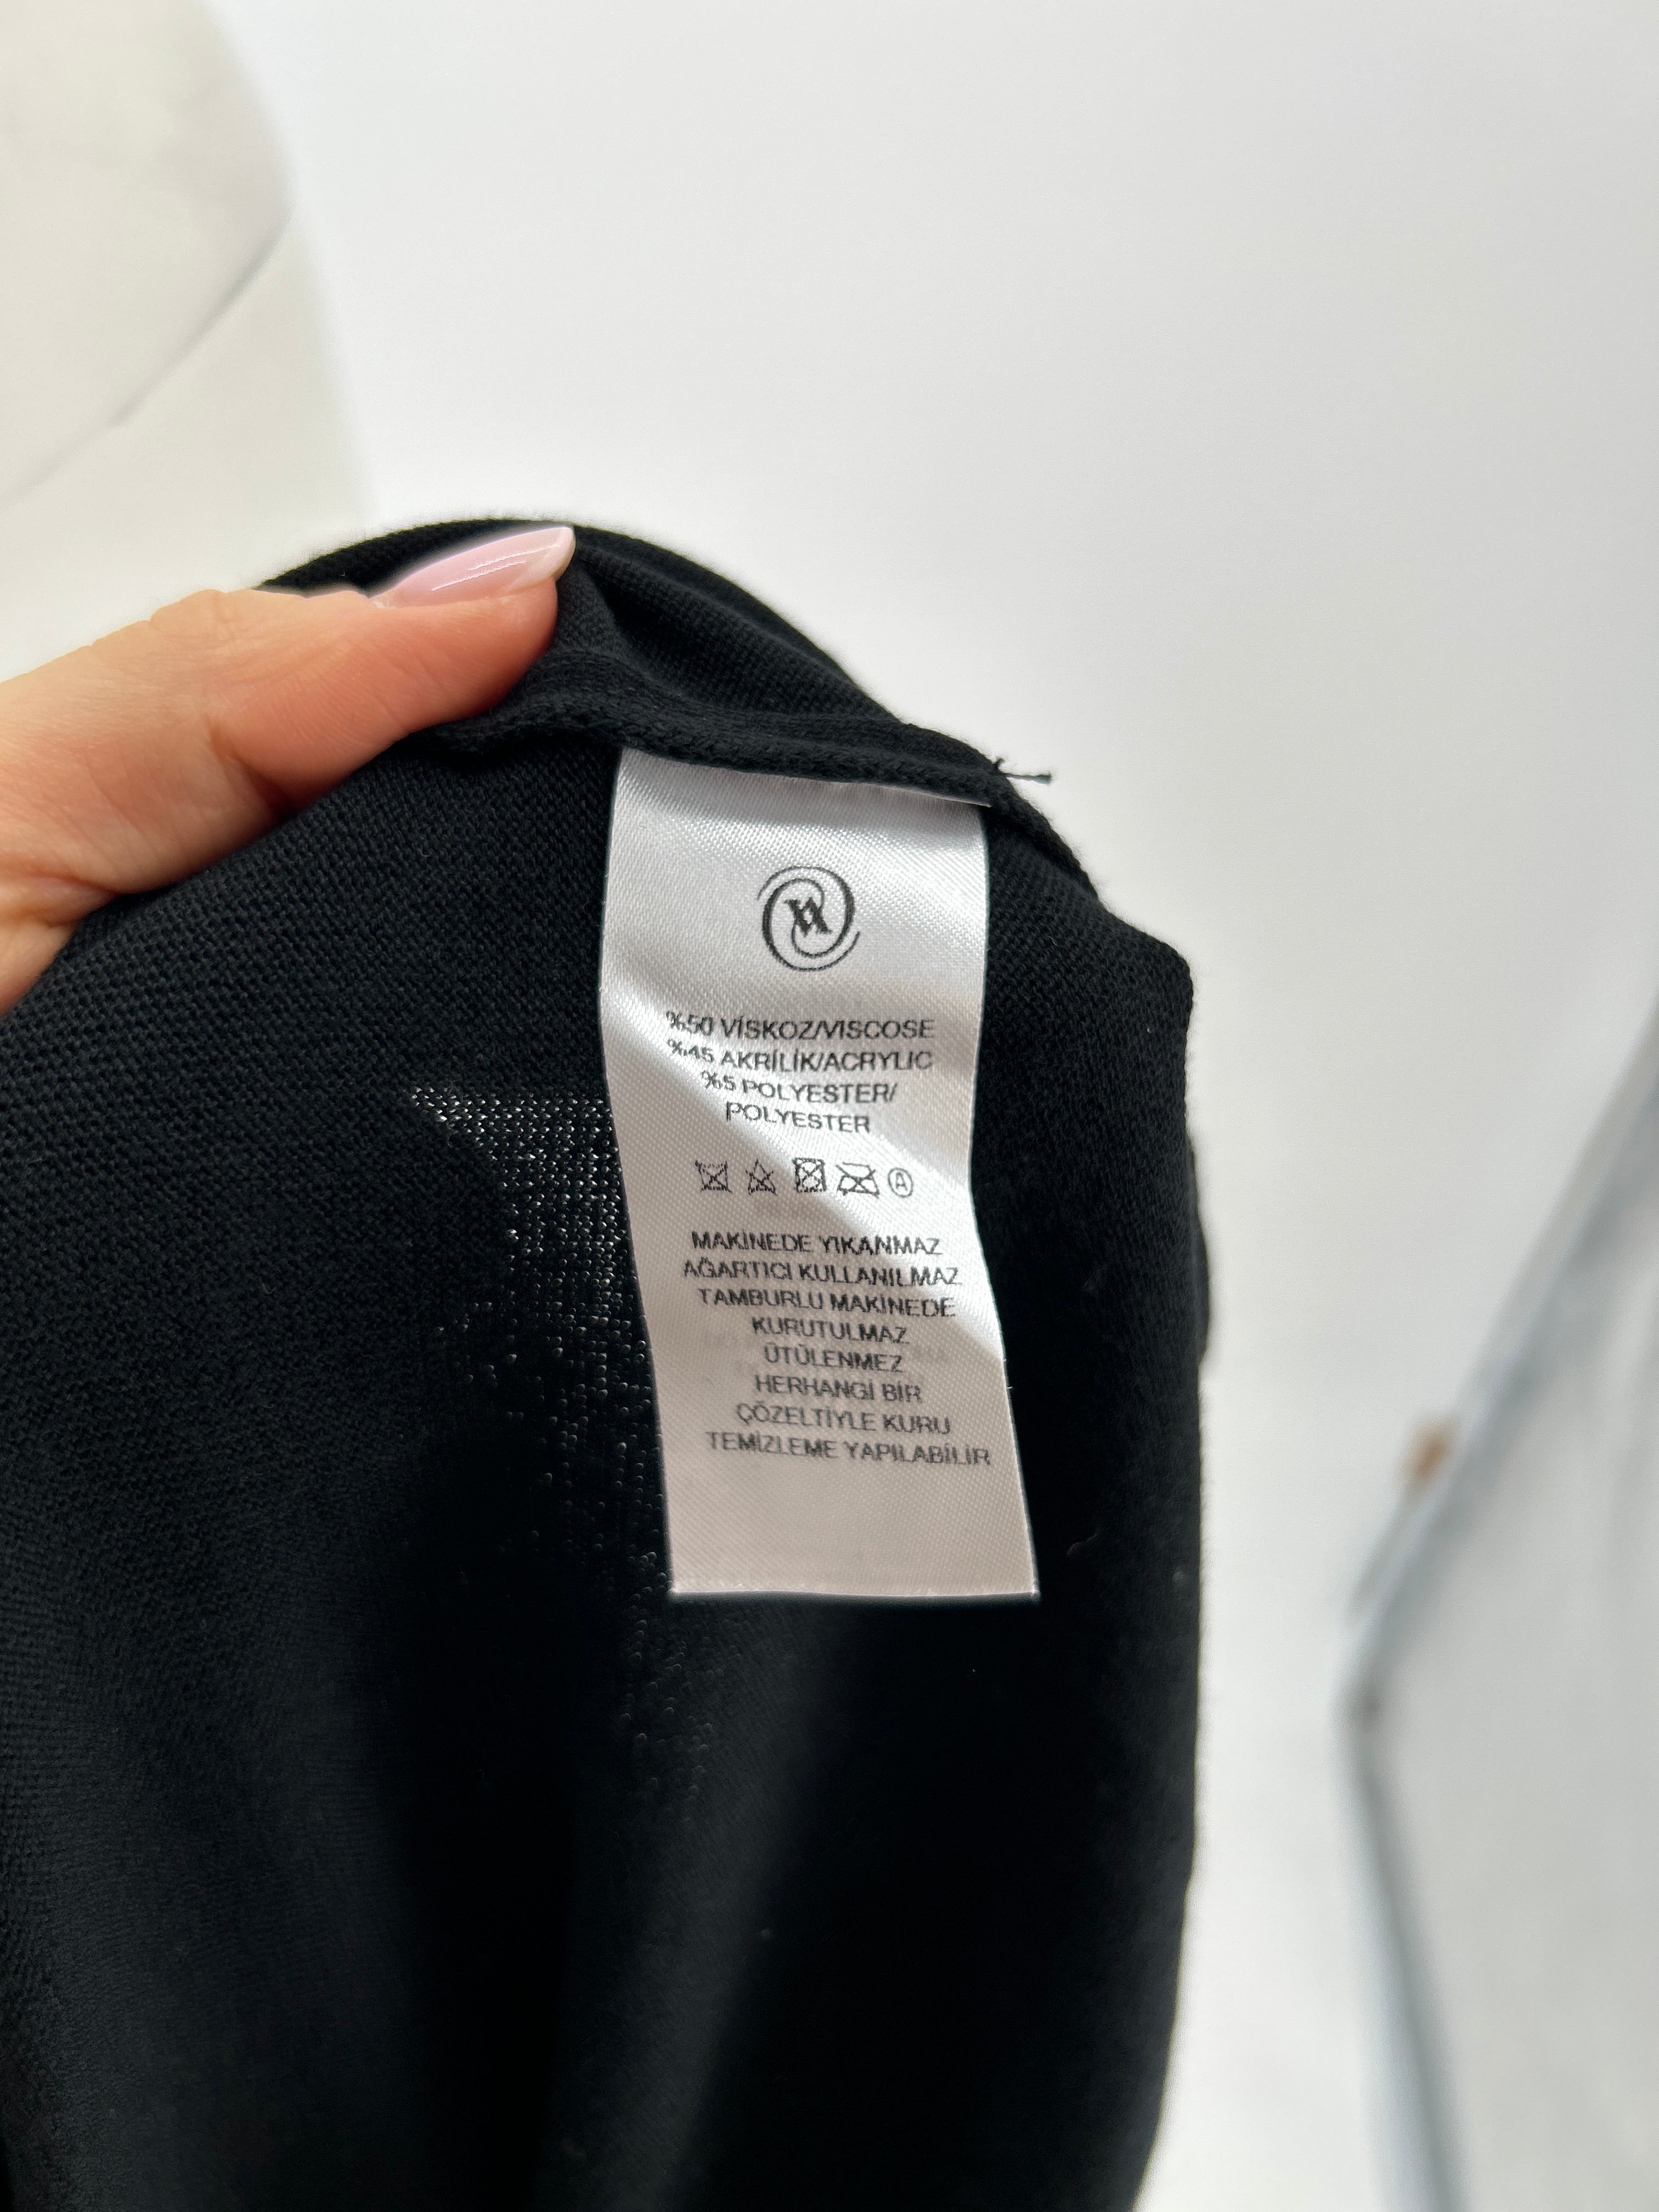 %50 VİSKOZ/VISCOSE
%45 AKRİLİK/ACRYLIC
%5 POLYESTER/
POLYESTER
A
MAKİNEDE YIKANMAZ
AĞARTICI KULLANILMAZ
TAMBURLU MAKİNEDE
KURUTULMAZ
ÜTÜLENMEZ
HERHANGİ BİR
ÇÖZELTİYLE KURU
TEMİZLEME YAPILABİLİR